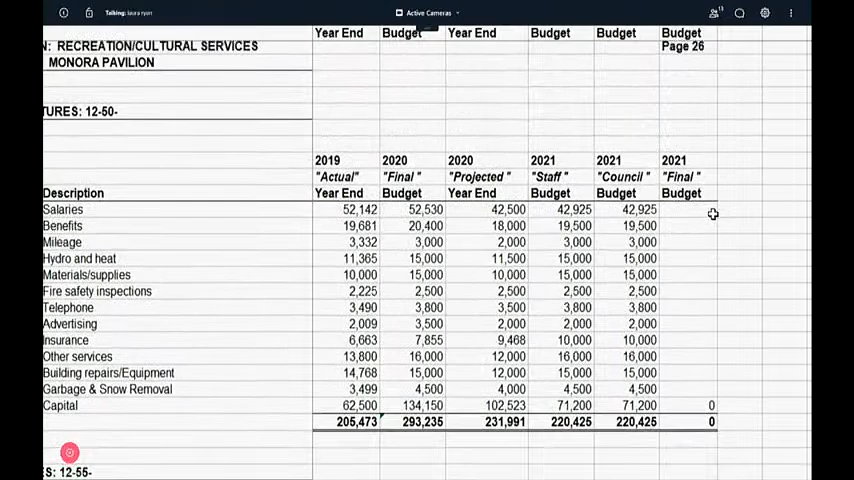 Talking: laura ryan
Active Cameras
13
Year End Budget Year End Budget Budget Budget
N: RECREATION/CULTURAL SERVICES Page 26
MONORA PAVILION
TURES: 12-50-
2019 2020 2020 2021 2021 2021
"Actual" "Final " "Projected " "Staff " "Council " "Final "
Description Year End Budget Year End Budget Budget Budget
Salaries 52,142 52,530 42,500 42,925 42,925
Benefits 19,681 20,400 18,000 19,500 19,500
Mileage 3,332 3,000 2,000 3,000 3,000
Hydro and heat 11,365 15,000 11,500 15,000 15,000
Materials/supplies 10,000 15,000 10,000 15,000 15,000
Fire safety inspections 2,225 2,500 2,500 2,500 2,500
Telephone 3,490 3,800 3,500 3,800 3,800
Advertising 2,009 3,500 2,000 2,000 2,000
Insurance 6,663 7,855 9,468 10,000 10,000
Other services 13,800 16,000 12,000 16,000 16,000
Building repairs/Equipment 14,768 15,000 12,000 15,000 15,000
Garbage & Snow Removal 3,499 4,500 4,000 4,500 4,500
Capital 62,500 134,150 102,523 71,200 71,200 0
205,473 293,235 231,991 220,425 220,425 0
ES: 12-55-